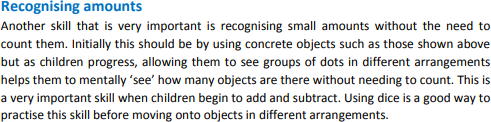 Recognising amounts
Another skill that is very important is recognising small amounts without the need to
count them. Initially this should be by using concrete objects such as those shown above
but as children progress, allowing them to see groups of dots in different arrangements
helps them to mentally ‘see’ how many objects are there without needing to count. This is
a very important skill when children begin to add and subtract. Using dice is a good way to
practise this skill before moving onto objects in different arrangements.